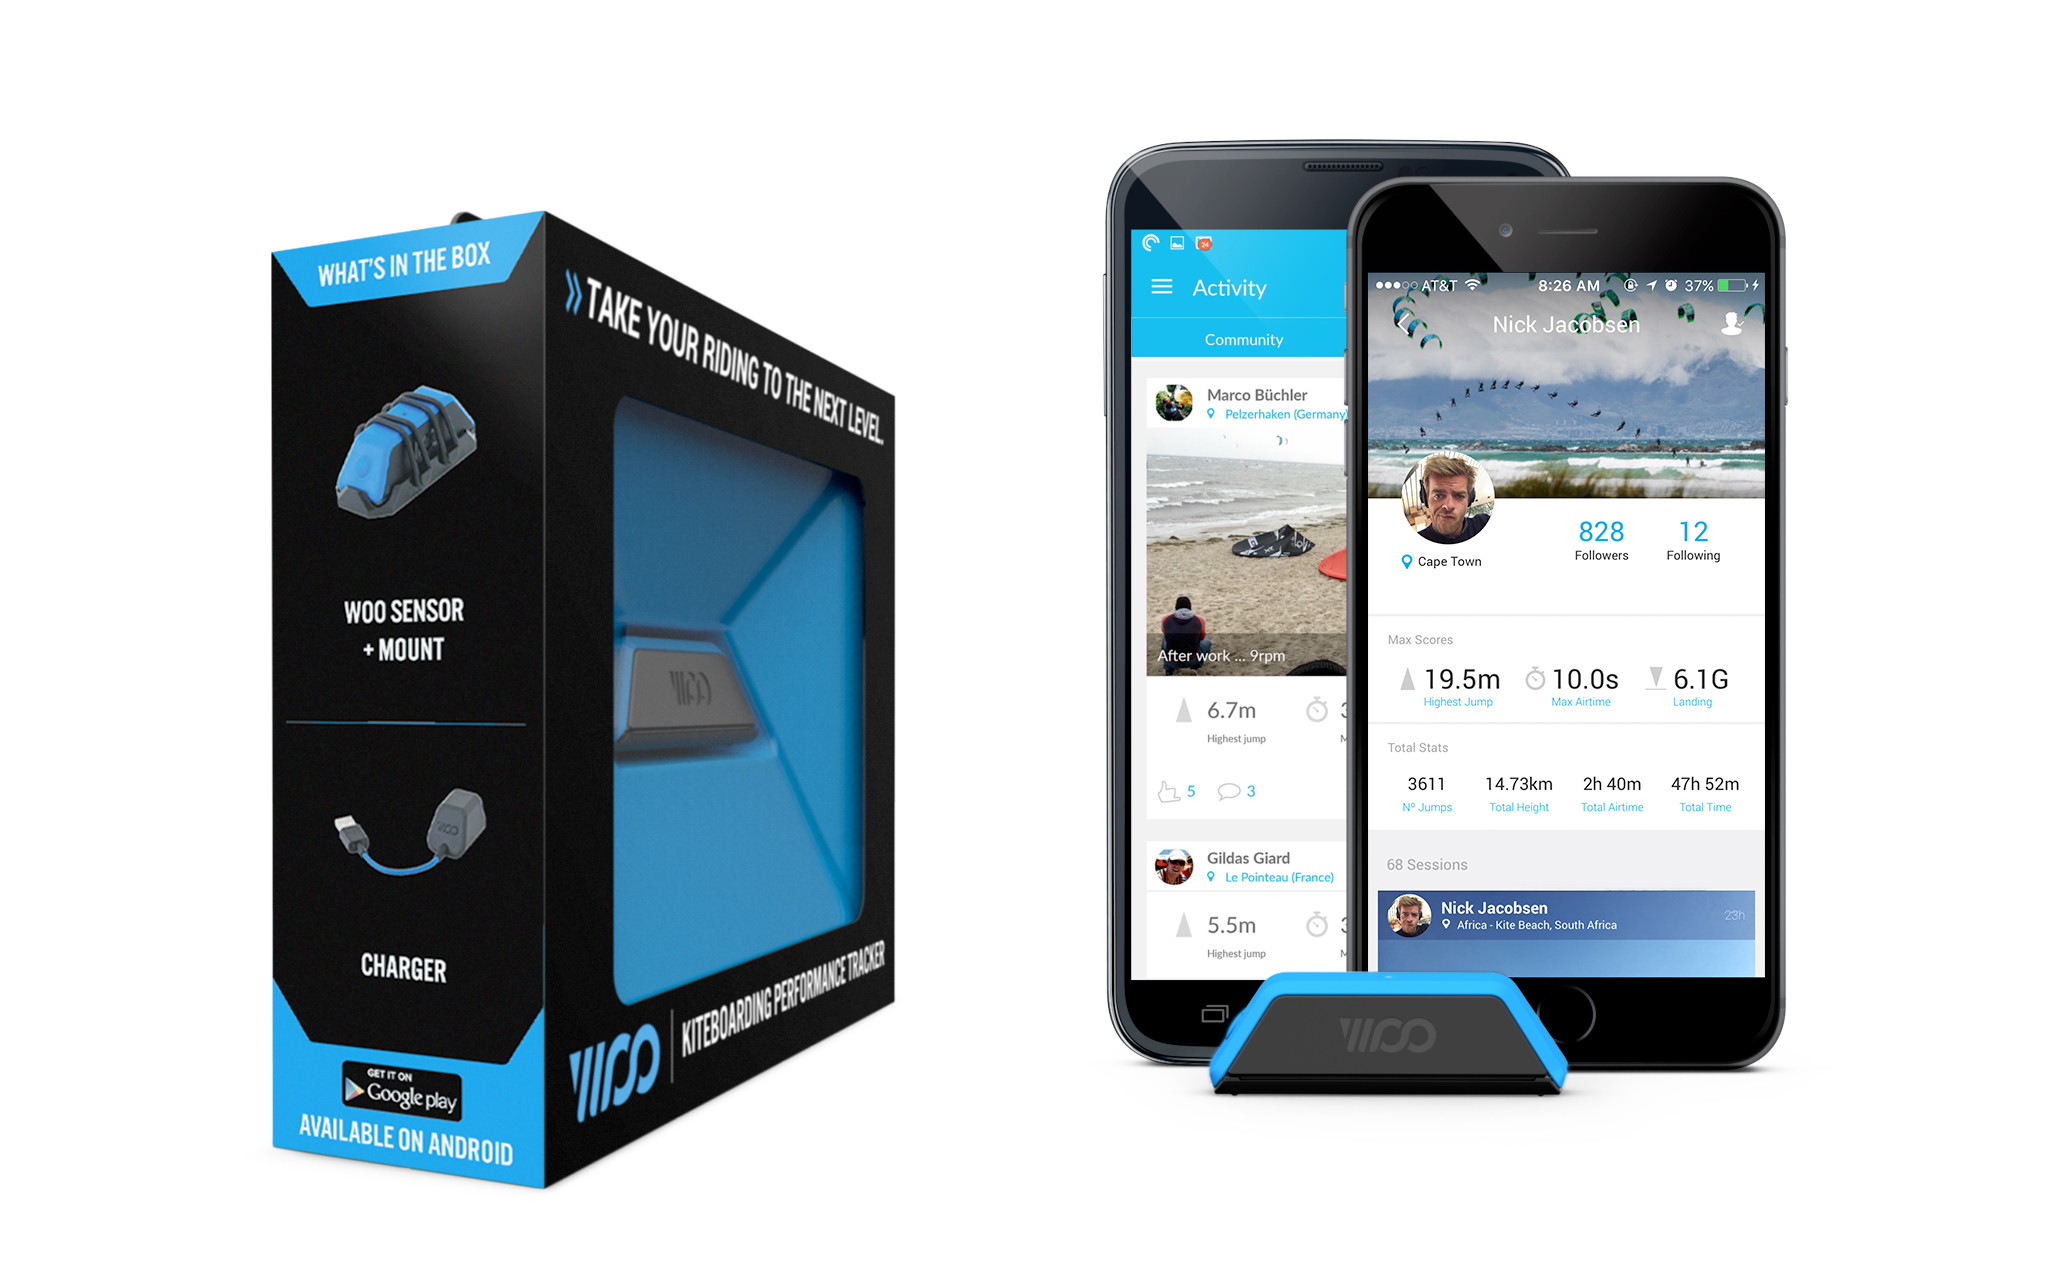 WHAT'S IN THE BOX
WOO SENSOR
+ MOUNT
CHARGER
GET IT ON
Google play
AVAILABLE ON ANDROID
TAKE YOUR RIDING TO THE NEXT LEVEL.
WOO
WOO
KITEBOARDING PERFORMANCE TRACKER
WOO
34
Activity
Community
Marco Büchler
Pelzerhaken (Germany)
After work ... 9rpm
6.7m
3
Highest jump
M
5
3
Gildas Giard
Le Pointeau (France)
5.5m
3
Highest jump
M
AT&T
8:26 AM
37%
Nick Jacobsen
828
12
Followers
Following
Cape Town
Max Scores
19.5m
10.0s
6.1G
Highest Jump
Max Airtime
Landing
Total Stats
3611
14.73km
2h 40m
47h 52m
Nº Jumps
Total Height
Total Airtime
Total Time
68 Sessions
Nick Jacobsen
23h
Africa - Kite Beach, South Africa
WOO